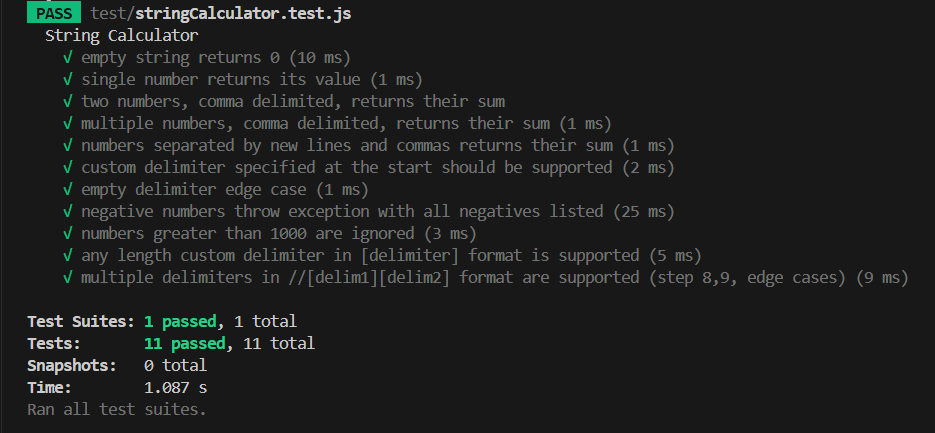 PASS test/stringCalculator.test.js
String Calculator
√ empty string returns 0 (10 ms)
√ single number returns its value (1 ms)
√ two numbers, comma delimited, returns their sum
√ multiple numbers, comma delimited, returns their sum (1 ms)
√ numbers separated by new lines and commas returns their sum (1 ms)
√ custom delimiter specified at the start should be supported (2 ms)
√ empty delimiter edge case (1 ms)
√ negative numbers throw exception with all negatives listed (25 ms)
√ numbers greater than 1000 are ignored (3 ms)
√ any length custom delimiter in [delimiter] format is supported (5 ms)
√ multiple delimiters in //[delim1][delim2] format are supported (step 8,9, edge cases) (9 ms)
Test Suites: 1 passed, 1 total
Tests: 11 passed, 11 total
Snapshots: 0 total
Time: 1.087 s
Ran all test suites.